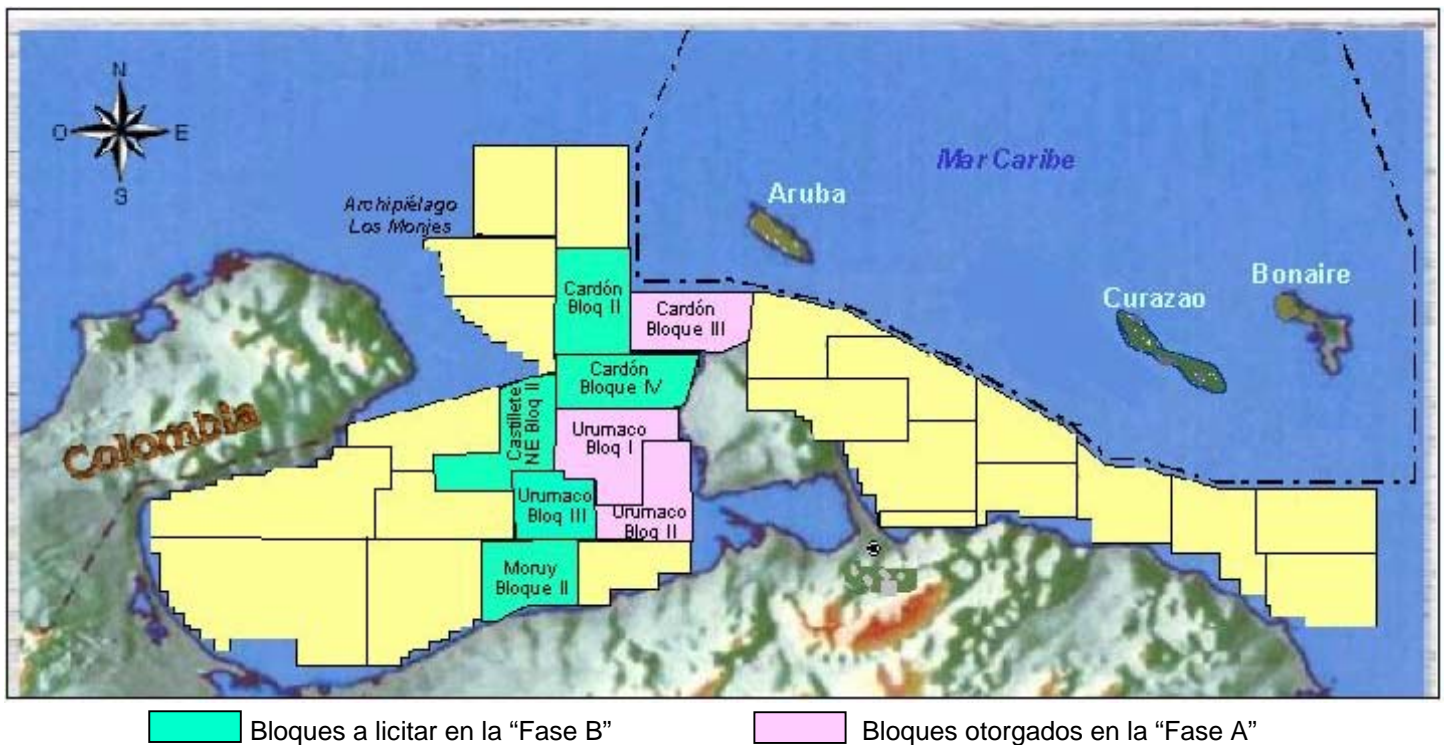 N
O
E
S
Mar Caribe
Archipiélago
Los Monjes
Aruba
Bonaire
Curazao
Cardón
Bloq II
Cardón
Bloque III
Cardón
Bloque IV
Colombia
Castillete
NE Bloq II
Urumaco
Bloq I
Urumaco
Bloq III
Urumaco
Bloq II
Moruy
Bloque II
Bloques a licitar en la “Fase B”
Bloques otorgados en la “Fase A”